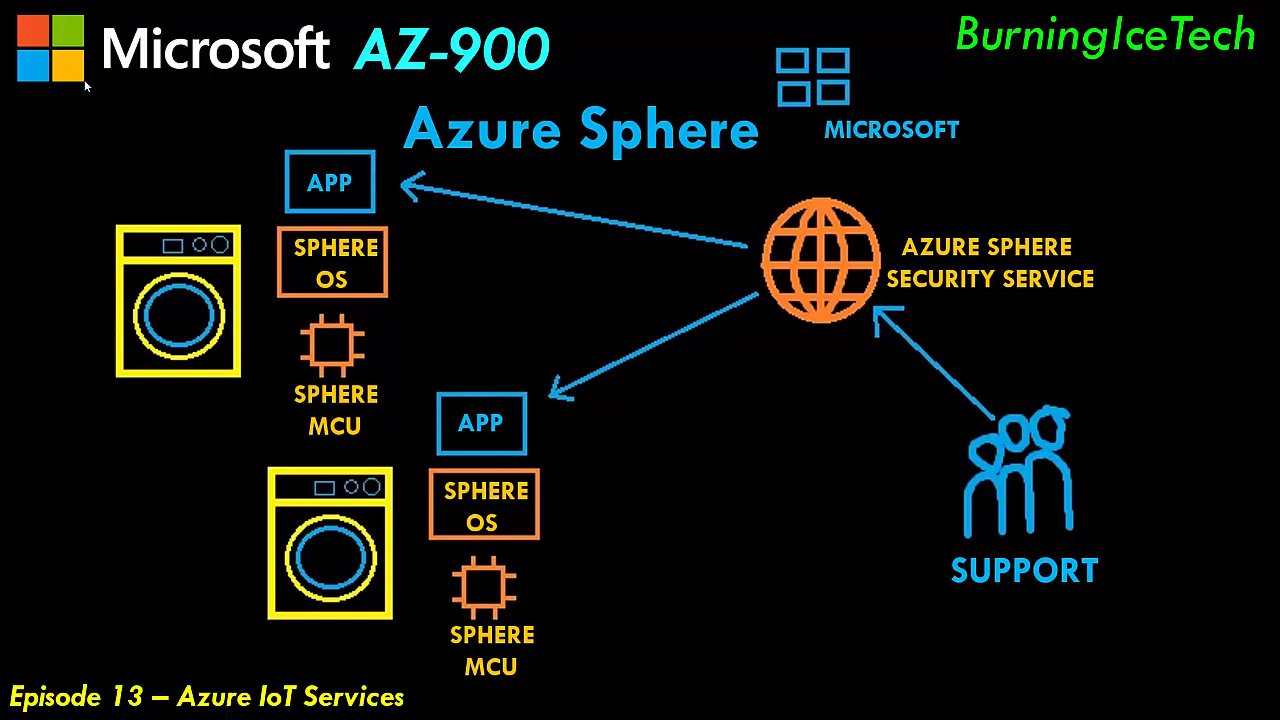 Microsoft AZ-900
BurningIceTech
Azure Sphere
MICROSOFT
APP
SPHERE
OS
SPHERE
MCU
AZURE SPHERE
SECURITY SERVICE
APP
SPHERE
OS
SPHERE
MCU
SUPPORT
Episode 13 – Azure IoT Services